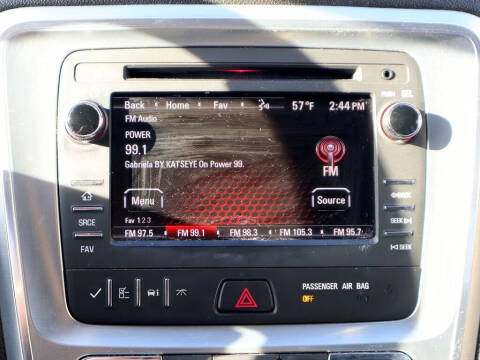 Back Home Fav 57°F 2:44 PM
PUSH SEL
FM Audio
POWER
99.1
Gabriela BY KATSEYE On Power 99.
FM
Menu Source
SRCE
SEEK
Fav 1 2 3
FM 97.5 FM 99.1 FM 98.3 FM 105.3 FM 95.7
FAV
SEEK
PASSENGER AIR BAG
OFF